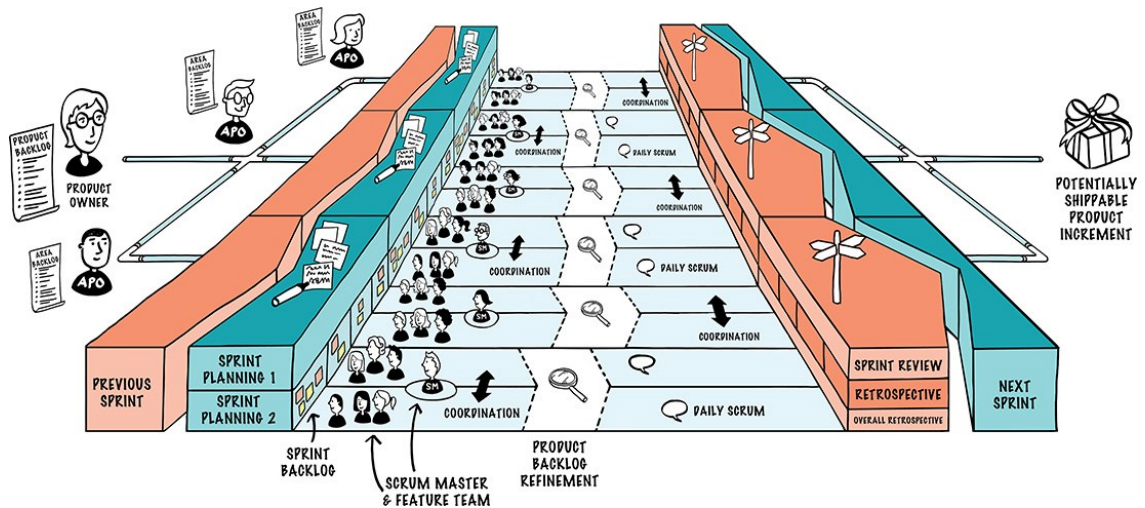 AREA
BACKLOG
APO
AREA
BACKLOG
APO
PRODUCT
BACKLOG
PRODUCT
OWNER
AREA
BACKLOG
APO
COORDINATION
COORDINATION
DAILY SCRUM
COORDINATION
SM
COORDINATION
DAILY SCRUM
SM
COORDINATION
SM
COORDINATION
DAILY SCRUM
PREVIOUS
SPRINT
SPRINT
PLANNING 1
SPRINT
PLANNING 2
SPRINT
BACKLOG
SCRUM MASTER
& FEATURE TEAM
PRODUCT
BACKLOG
REFINEMENT
SPRINT REVIEW
RETROSPECTIVE
OVERALL RETROSPECTIVE
NEXT
SPRINT
POTENTIALLY
SHIPPABLE
PRODUCT
INCREMENT